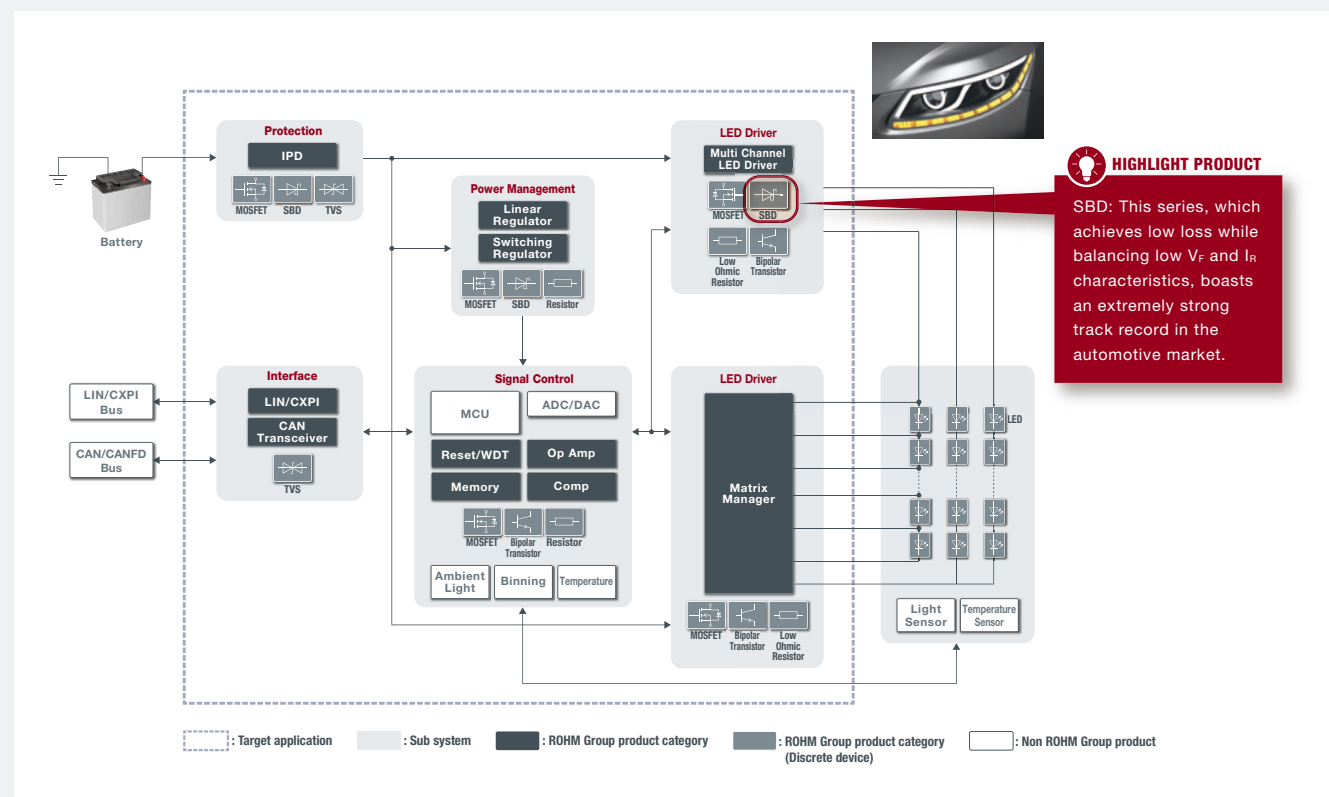 Protection
IPD
MOSFET
SBD
TVS
Battery
Power Management
Linear
Regulator
Switching
Regulator
MOSFET
SBD
Resistor
LED Driver
Multi Channel
LED Driver
MOSFET
SBD
Low
Ohmic
Resistor
Bipolar
Transistor
HIGHLIGHT PRODUCT
SBD: This series, which
achieves low loss while
balancing low VF and IR
characteristics, boasts
an extremely strong
track record in the
automotive market.
LIN/CXPI
Bus
CAN/CANFD
Bus
Interface
LIN/CXPI
CAN
Transceiver
TVS
Signal Control
MCU
ADC/DAC
Reset/WDT
Op Amp
Memory
Comp
MOSFET
Bipolar
Transistor
Resistor
Ambient
Light
Binning
Temperature
LED Driver
Matrix
Manager
MOSFET
Bipolar
Transistor
Low
Ohmic
Resistor
LED
Light
Sensor
Temperature
Sensor
: Target application
: Sub system
: ROHM Group product category
: ROHM Group product category
(Discrete device)
: Non ROHM Group product